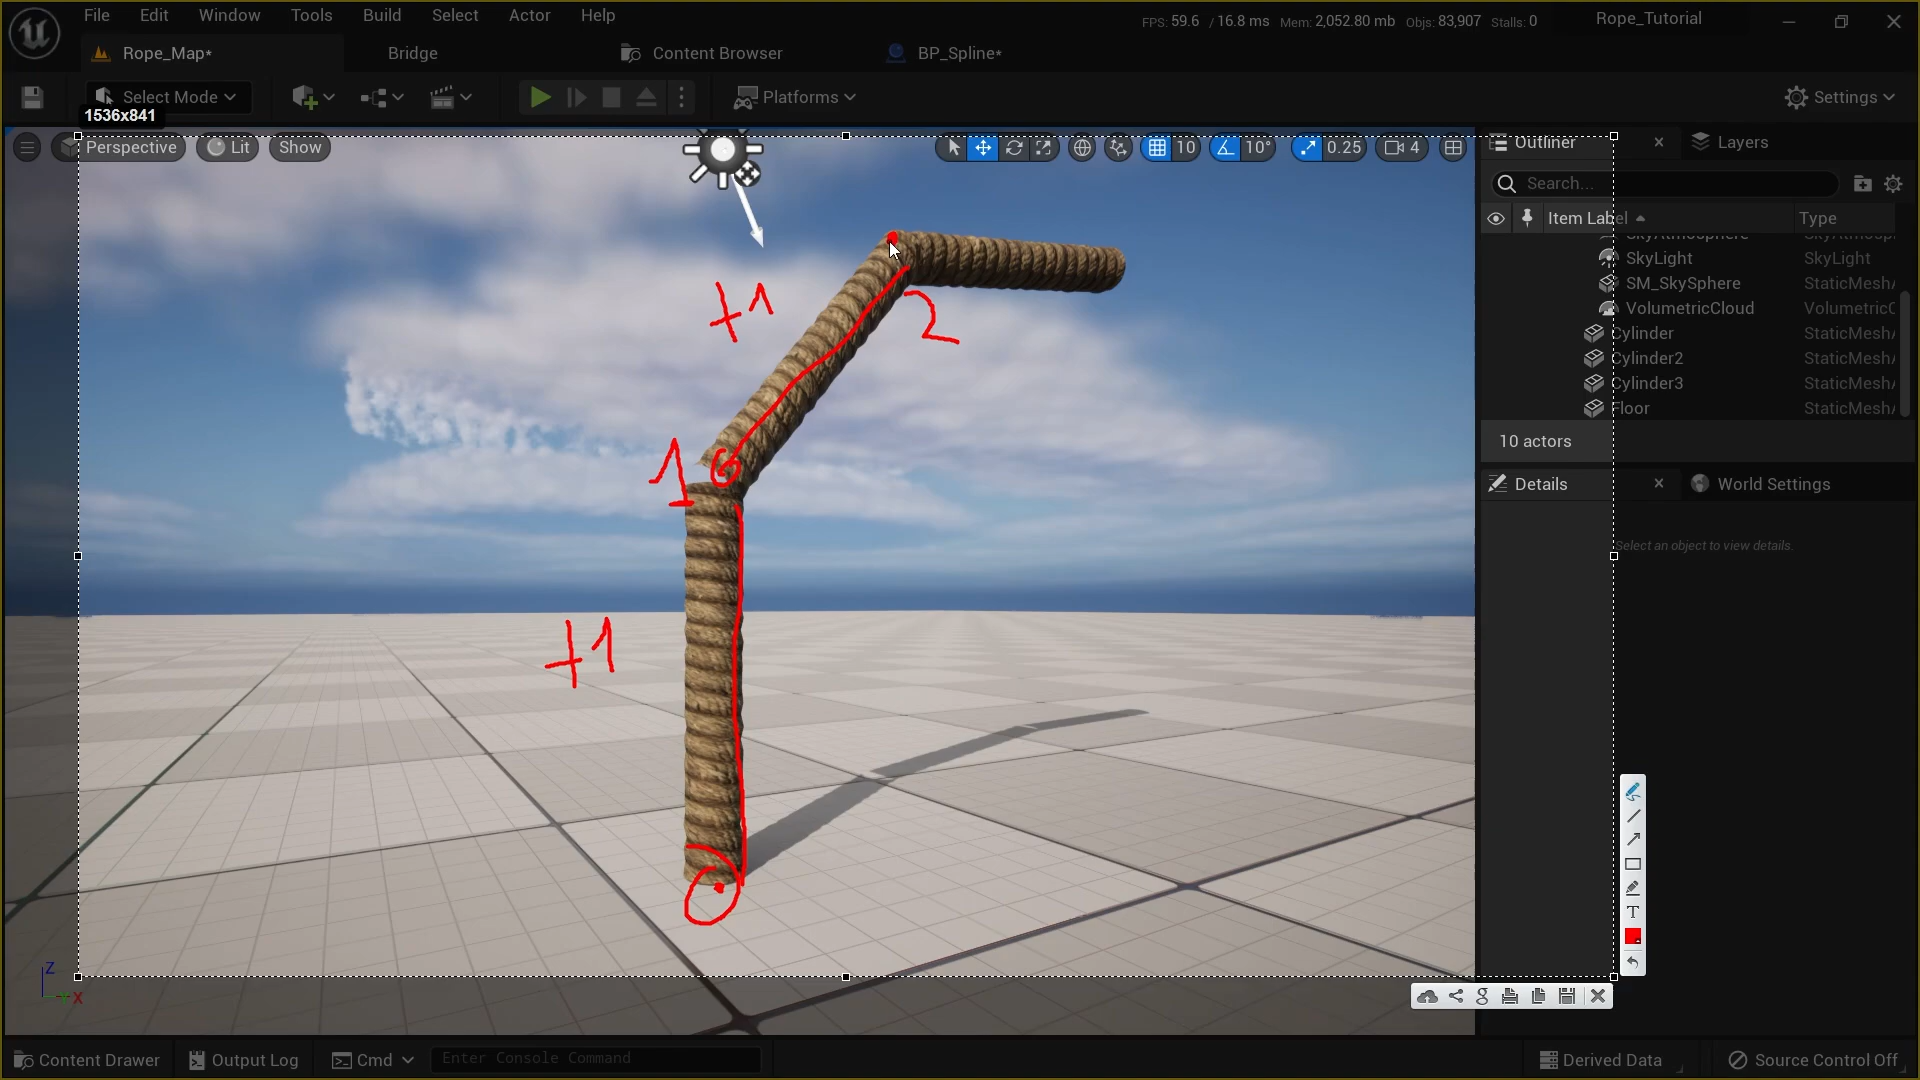 File Edit Window Tools Build Select Actor Help
FPS: 59.6 / 16.8 ms Mem: 2,052.80 mb Objs: 83,907 Stalls: 0
Rope_Tutorial
Rope_Map*
Bridge
Content Browser
BP_Spline*
Select Mode
Platforms
Settings
1536x841
Perspective
Lit
Show
10
10°
0.25
4
Outliner
Layers
Search...
Item Label
Type
SkyAtmosphere
SkyLight SkyLight
SM_SkySphere StaticMesh
VolumetricCloud VolumetricC
Cylinder StaticMesh
Cylinder2 StaticMesh
Cylinder3 StaticMesh
Floor StaticMesh
10 actors
Details
World Settings
Select an object to view details.
+1
2
1
+1
Z
X
T
Content Drawer
Output Log
Cmd
Enter Console Command
Derived Data
Source Control Off